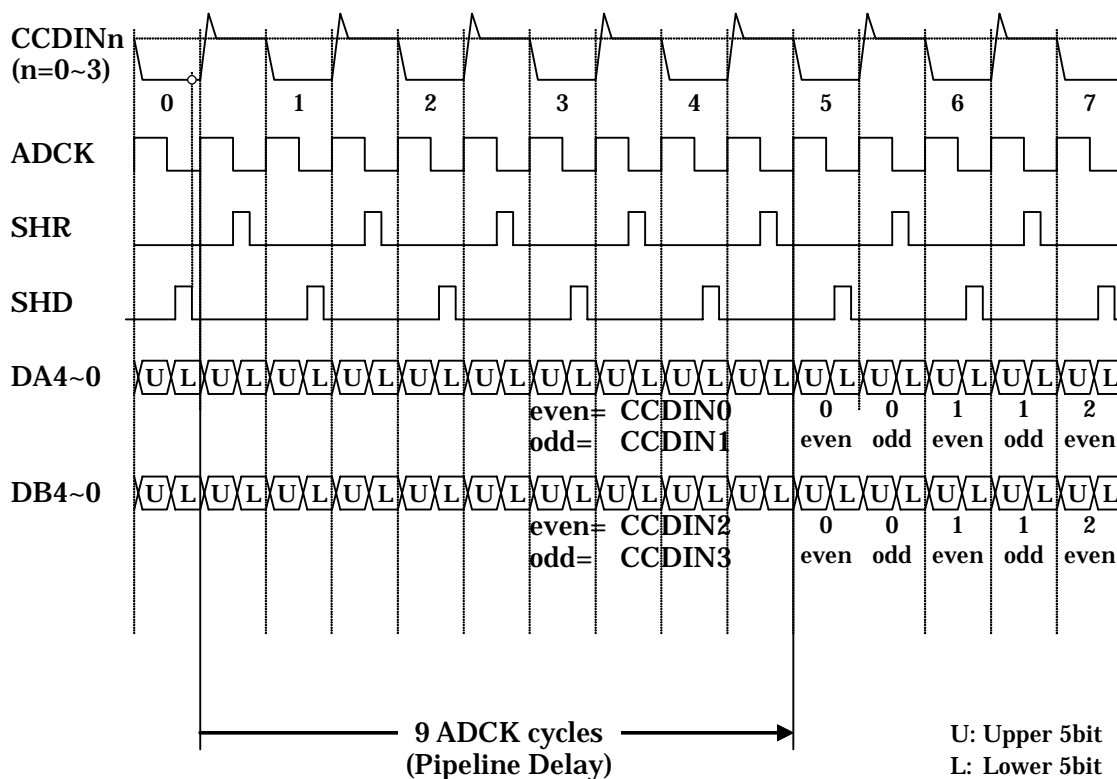 CCDINn
(n=0~3)
0 1 2 3 4 5 6 7
ADCK
SHR
SHD
DA4~0 U L U L U L U L U L U L U L U L U L U L U L U L U L U L U L
even= CCDIN0 0 0 1 1 2
odd= CCDIN1 even odd even odd even
DB4~0 U L U L U L U L U L U L U L U L U L U L U L U L U L U L U L
even= CCDIN2 0 0 1 1 2
odd= CCDIN3 even odd even odd even
9 ADCK cycles
(Pipeline Delay)
U: Upper 5bit
L: Lower 5bit